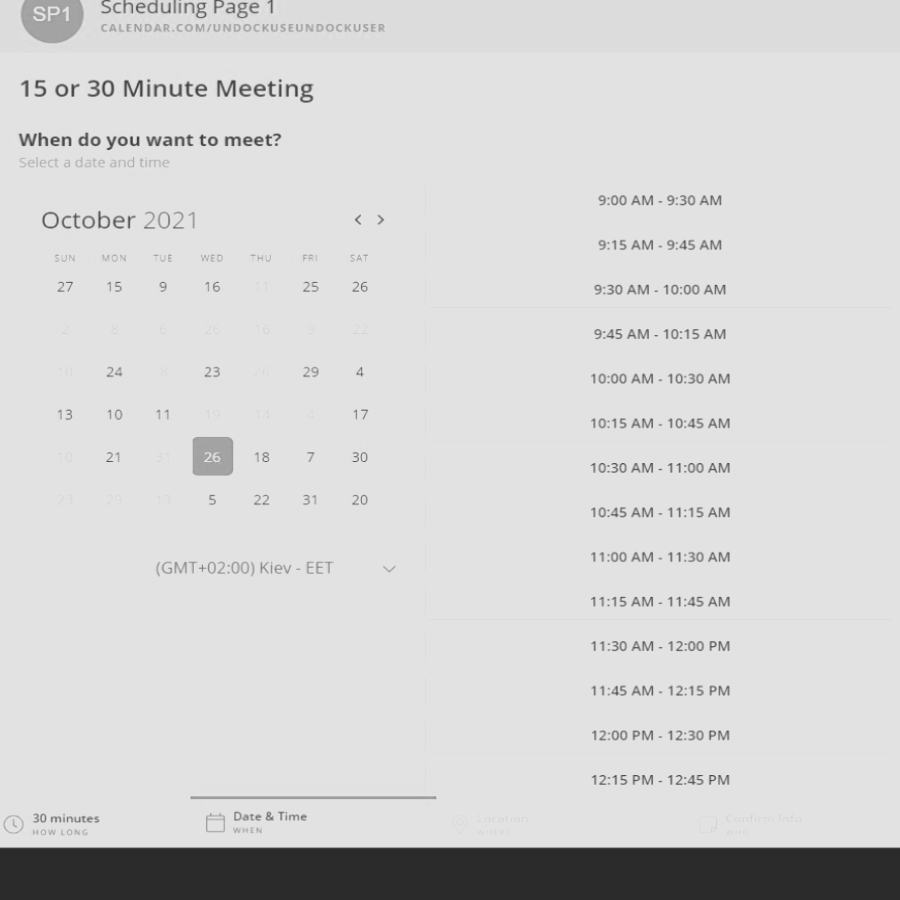 SP1
Scheduling Page 1
CALENDAR.COM/UNDOCKUSEUNDOCKUSER
15 or 30 Minute Meeting
When do you want to meet?
Select a date and time
October 2021
SUN MON TUE WED THU FRI SAT
27 15 9 16 11 25 26
2 8 6 26 16 9 22
24 8 23 29 4
13 10 11 19 14 4 17
10 21 31 26 18 7 30
23 29 13 5 22 31 20
(GMT+02:00) Kiev - EET
9:00 AM - 9:30 AM
9:15 AM - 9:45 AM
9:30 AM - 10:00 AM
9:45 AM - 10:15 AM
10:00 AM - 10:30 AM
10:15 AM - 10:45 AM
10:30 AM - 11:00 AM
10:45 AM - 11:15 AM
11:00 AM - 11:30 AM
11:15 AM - 11:45 AM
11:30 AM - 12:00 PM
11:45 AM - 12:15 PM
12:00 PM - 12:30 PM
12:15 PM - 12:45 PM
30 minutes
HOW LONG
Date & Time
WHEN
Location
WHERE
Confirm Info